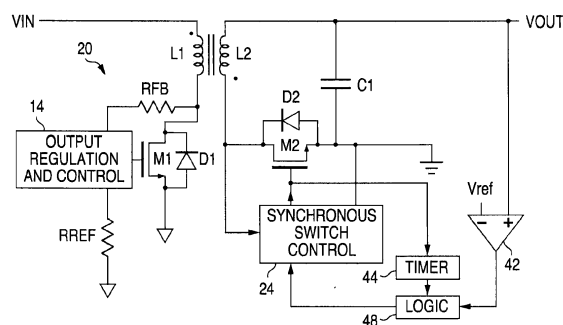 VIN
L1
L2
VOUT
20
RFB
C1
D2
14
M2
OUTPUT
REGULATION
AND CONTROL
M1
D1
Vref
RREF
SYNCHRONOUS
SWITCH
CONTROL
− +
42
24
44
TIMER
48
LOGIC